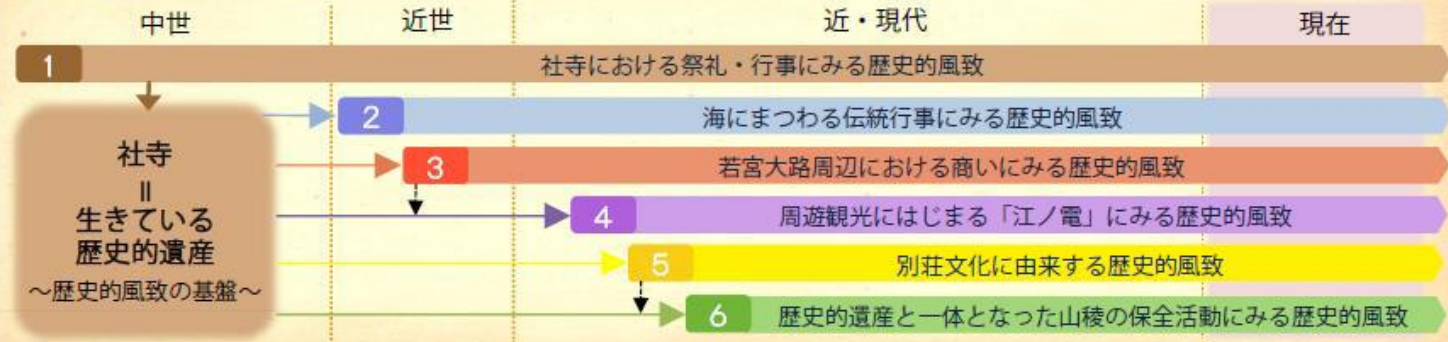 中世
近世
近・現代
現在
1
社寺における祭礼・行事にみる歴史的風致
2
海にまつわる伝統行事にみる歴史的風致
社寺
=
生きている
歴史的遺産
～歴史的風致の基盤～
3
若宮大路周辺における商いにみる歴史的風致
4
周遊観光にはじまる「江ノ電」にみる歴史的風致
5
別荘文化に由来する歴史的風致
6
歴史的遺産と一体となった山稜の保全活動にみる歴史的風致